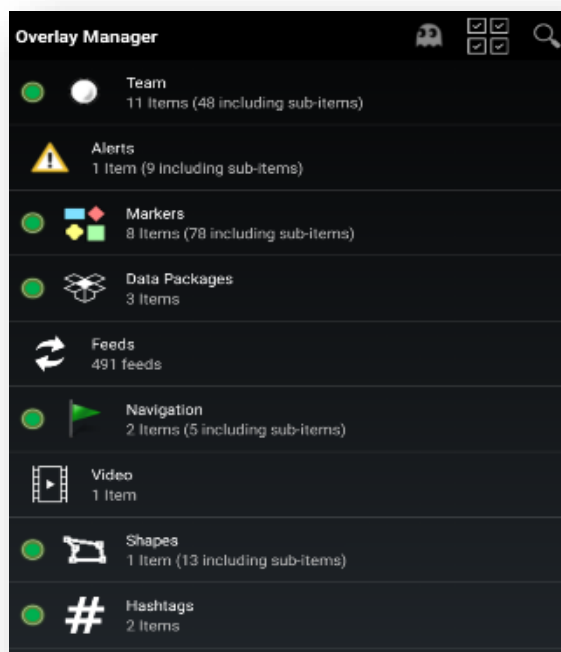 Overlay Manager
Team
11 Items (48 including sub-items)
Alerts
1 Item (9 including sub-items)
Markers
8 Items (78 including sub-items)
Data Packages
3 Items
Feeds
491 feeds
Navigation
2 Items (5 including sub-items)
Video
1 Item
Shapes
1 Item (13 including sub-items)
Hashtags
2 Items